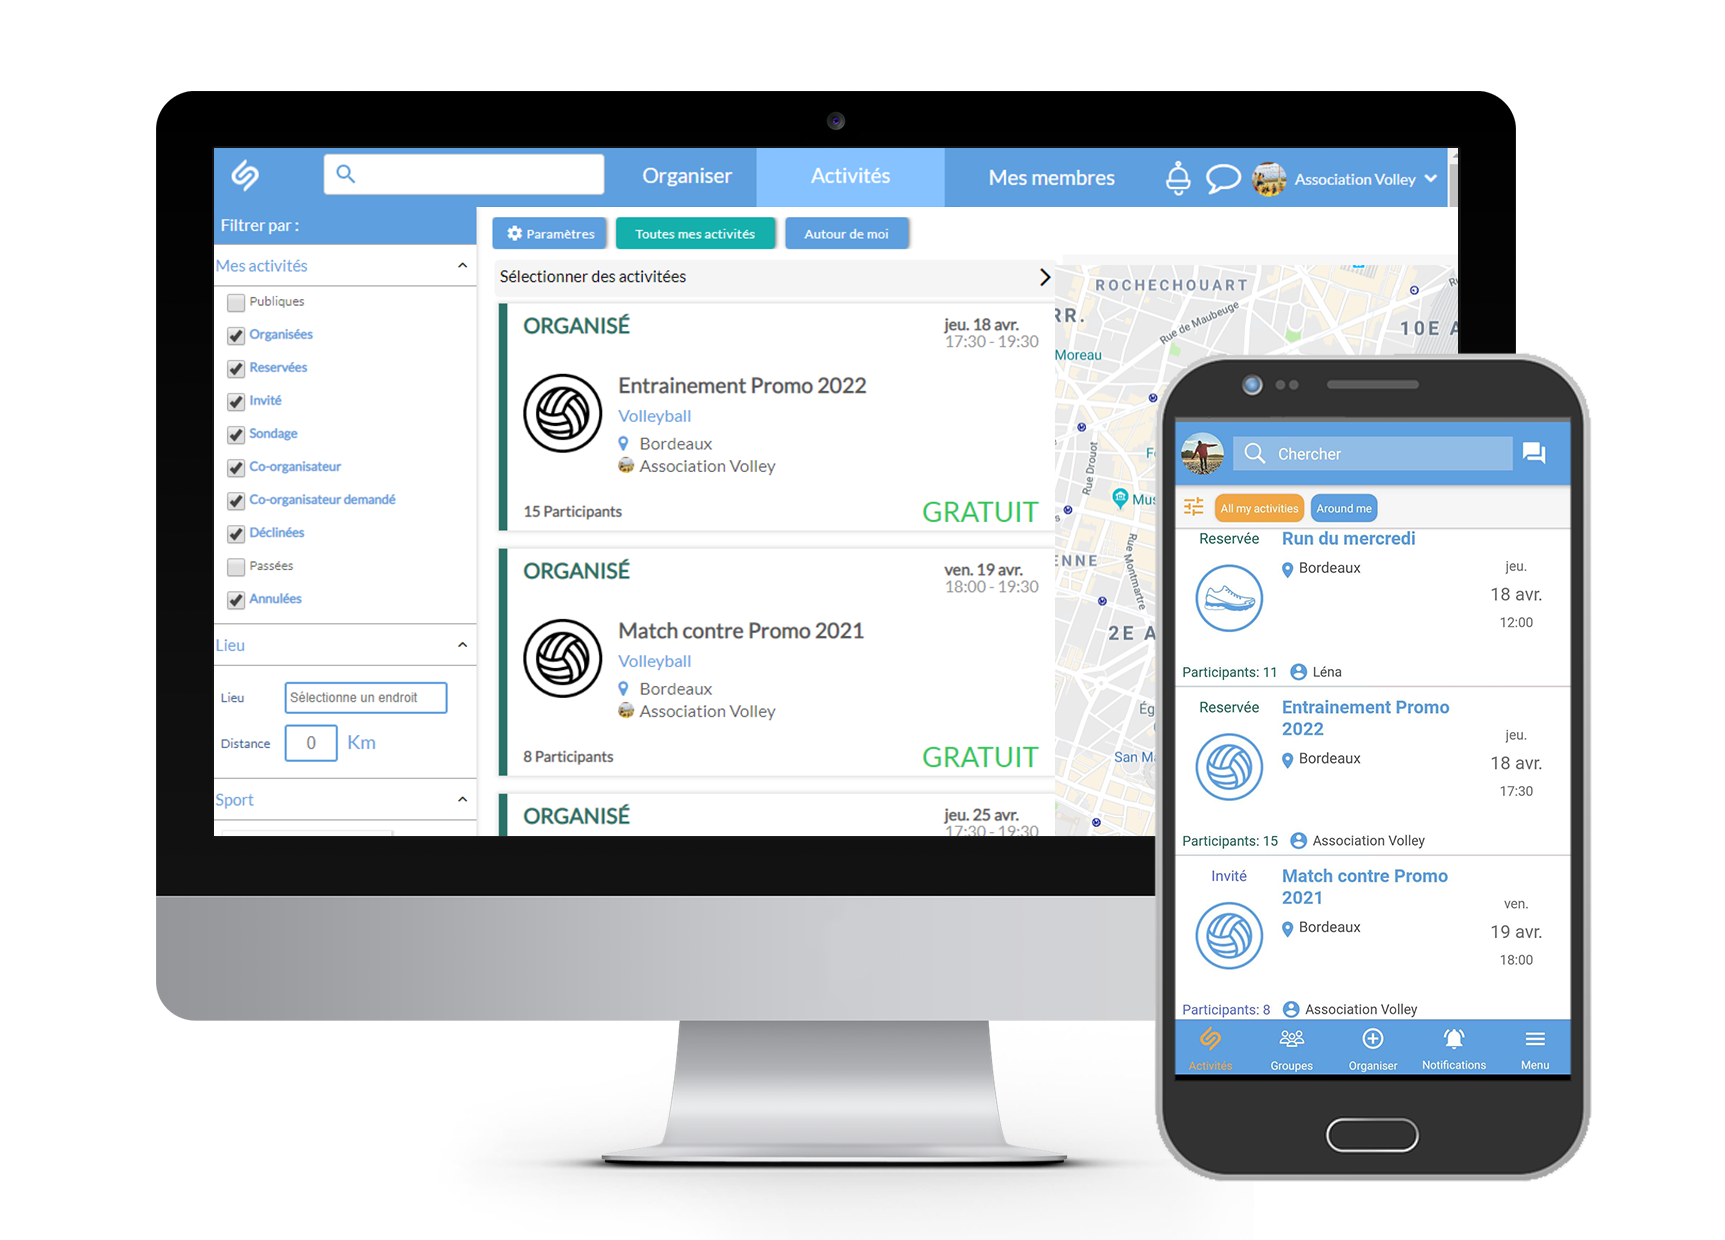 Organiser
Activités
Mes membres
Association Volley
Filtrer par :
Paramètres
Toutes mes activités
Autour de moi
Mes activités
Publiques
Organisées
Reservées
Invité
Sondage
Co-organisateur
Co-organisateur demandé
Déclinées
Passées
Annulées
Lieu
Lieu
Sélectionne un endroit
Distance
0
Km
Sport
Sélectionner des activitées
ORGANISÉ
jeu. 18 avr.
17:30 - 19:30
Entrainement Promo 2022
Volleyball
Bordeaux
Association Volley
15 Participants
GRATUIT
ORGANISÉ
ven. 19 avr.
18:00 - 19:30
Match contre Promo 2021
Volleyball
Bordeaux
Association Volley
8 Participants
GRATUIT
ORGANISÉ
jeu. 25 avr.
17:30 - 19:30
ROCHECHOUART
RR.
Rue de Maubeuge
10E A
Moreau
Rue Drouot
Mus
ENNE
Rue Montmartre
2E A
Ég
San Ma
Chercher
All my activities
Around me
Reservée
Run du mercredi
Bordeaux
jeu.
18 avr.
12:00
Participants: 11
Léna
Reservée
Entrainement Promo
2022
Bordeaux
jeu.
18 avr.
17:30
Participants: 15
Association Volley
Invité
Match contre Promo
2021
Bordeaux
ven.
19 avr.
18:00
Participants: 8
Association Volley
Activités
Groupes
Organiser
Notifications
Menu